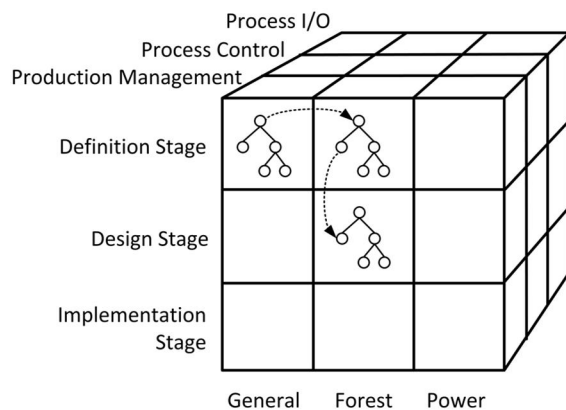 Process I/O
Process Control
Production Management
Definition Stage
Design Stage
Implementation
Stage
General Forest Power